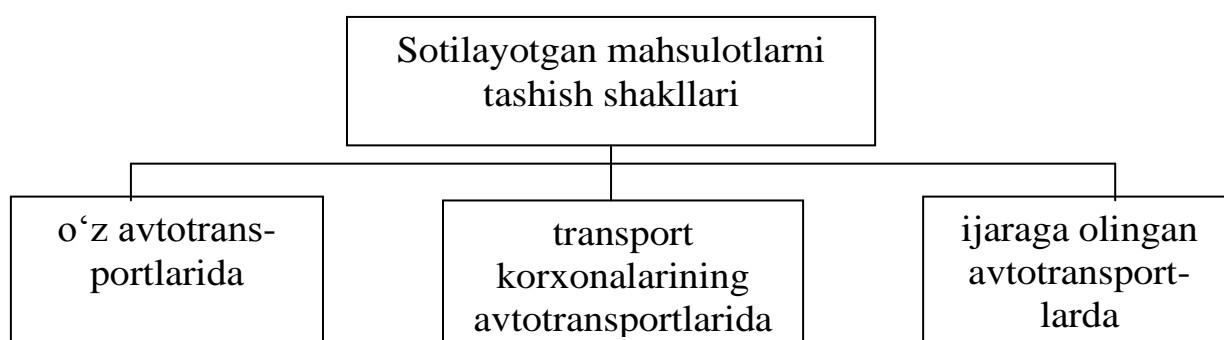 Sotilayotgan mahsulotlarni
tashish shakllari
o‘z avtotrans-
portlarida
transport
korxonalarining
avtotransportlarida
ijaraga olingan
avtotransport-
larda